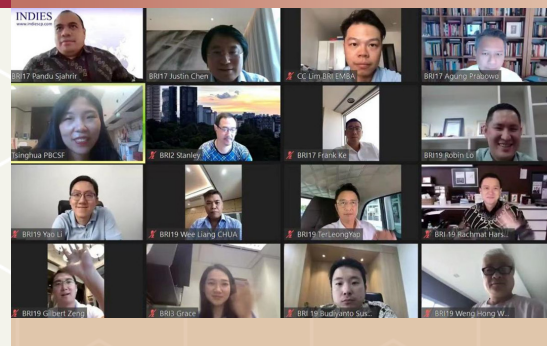 INDIES
www.indiescp.com
BRI17 Pandu Sjahrir
BRI17 Justin Chen
CC Lim BRI EMBA
BRI17 Agung Prabowo
Tsinghua PBCSF
BRI2 Stanley
BRI17 Frank Ke
BRI19 Robin Lo
BRI19 Yao Li
BRI19 Wee Liang CHUA
BRI19 TerLeongYap
BRI19 Rachmat Hars...
BRI19 Gilbert Zeng
BRI3 Grace
BRI 19 Budiyanto Sus...
BRI19 Weng Hong W...